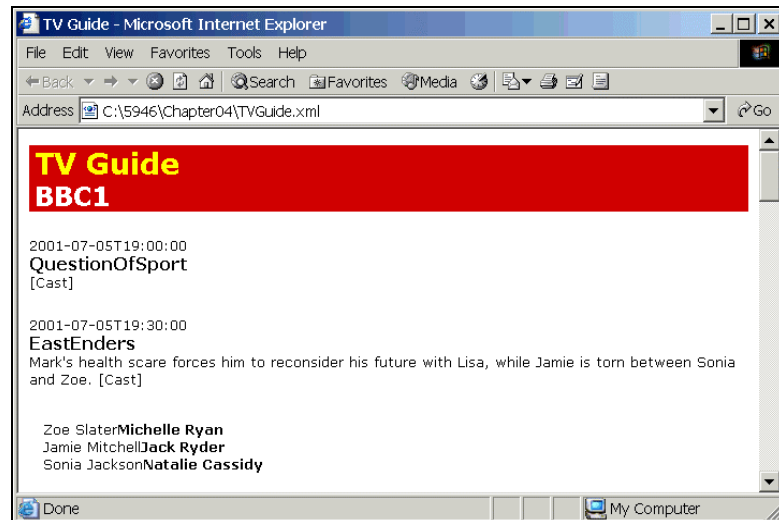 TV Guide - Microsoft Internet Explorer
File Edit View Favorites Tools Help
Back Search Favorites Media
Address C:\5946\Chapter04\TVGuide.xml Go
TV Guide
BBC1
2001-07-05T19:00:00
QuestionOfSport
[Cast]
2001-07-05T19:30:00
EastEnders
Mark's health scare forces him to reconsider his future with Lisa, while Jamie is torn between Sonia
and Zoe. [Cast]
Zoe SlaterMichelle Ryan
Jamie MitchellJack Ryder
Sonia JacksonNatalie Cassidy
Done My Computer